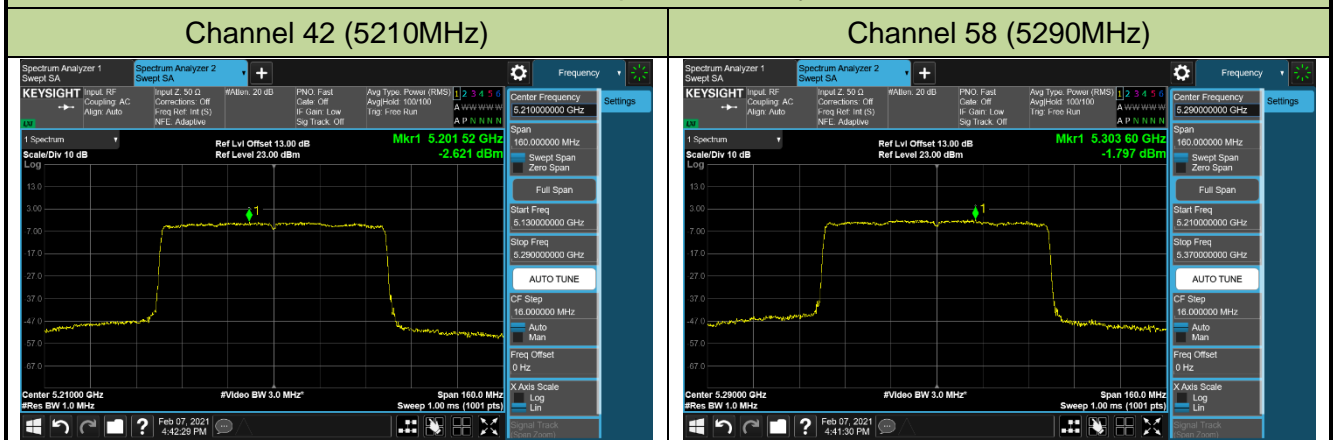 Channel 42 (5210MHz)
Channel 58 (5290MHz)
Spectrum Analyzer 1
Swept SA
Spectrum Analyzer 2
Swept SA
Frequency
KEYSIGHT
Input: RF
Coupling: AC
Align: Auto
Input Z: 50 Ω
Corrections: Off
Freq Ref: Int (S)
NFE: Adaptive
#Atten: 20 dB
PNO: Fast
Gate: Off
IF Gain: Low
Sig Track: Off
Avg Type: Power (RMS)
Avg|Hold: 100/100
Trig: Free Run
1 2 3 4 5 6
A W W W W W
A P N N N N
LXI
1 Spectrum
Scale/Div 10 dB
Log
Ref Lvl Offset 13.00 dB
Ref Level 23.00 dBm
Mkr1 5.201 52 GHz
-2.621 dBm
1
13.0
3.00
-7.00
-17.0
-27.0
-37.0
-47.0
-57.0
-67.0
Center 5.21000 GHz
#Res BW 1.0 MHz
#Video BW 3.0 MHz*
Span 160.0 MHz
Sweep 1.00 ms (1001 pts)
Feb 07, 2021
4:42:29 PM
Center Frequency
5.210000000 GHz
Settings
Span
160.000000 MHz
Swept Span
Zero Span
Full Span
Start Freq
5.130000000 GHz
Stop Freq
5.290000000 GHz
AUTO TUNE
CF Step
16.000000 MHz
Auto
Man
Freq Offset
0 Hz
X Axis Scale
Log
Lin
Signal Track
(Span Zoom)
Spectrum Analyzer 1
Swept SA
Spectrum Analyzer 2
Swept SA
Frequency
KEYSIGHT
Input: RF
Coupling: AC
Align: Auto
Input Z: 50 Ω
Corrections: Off
Freq Ref: Int (S)
NFE: Adaptive
#Atten: 20 dB
PNO: Fast
Gate: Off
IF Gain: Low
Sig Track: Off
Avg Type: Power (RMS)
Avg|Hold: 100/100
Trig: Free Run
1 2 3 4 5 6
A W W W W W
A P N N N N
LXI
1 Spectrum
Scale/Div 10 dB
Log
Ref Lvl Offset 13.00 dB
Ref Level 23.00 dBm
Mkr1 5.303 60 GHz
-1.797 dBm
1
13.0
3.00
-7.00
-17.0
-27.0
-37.0
-47.0
-57.0
-67.0
Center 5.29000 GHz
#Res BW 1.0 MHz
#Video BW 3.0 MHz*
Span 160.0 MHz
Sweep 1.00 ms (1001 pts)
Feb 07, 2021
4:41:30 PM
Center Frequency
5.290000000 GHz
Settings
Span
160.000000 MHz
Swept Span
Zero Span
Full Span
Start Freq
5.210000000 GHz
Stop Freq
5.370000000 GHz
AUTO TUNE
CF Step
16.000000 MHz
Auto
Man
Freq Offset
0 Hz
X Axis Scale
Log
Lin
Signal Track
(Span Zoom)